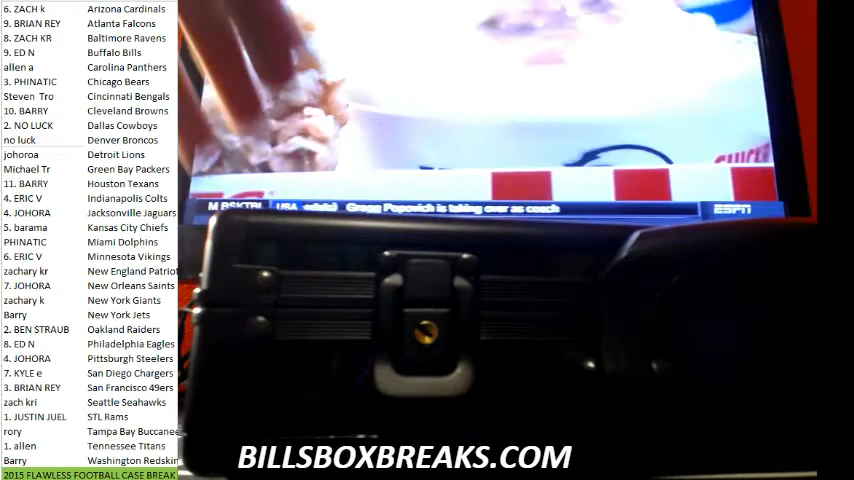 6. ZACH k Arizona Cardinals
9. BRIAN REY Atlanta Falcons
8. ZACH KR Baltimore Ravens
9. ED N Buffalo Bills
allen a Carolina Panthers
3. PHINATIC Chicago Bears
Steven Tro Cincinnati Bengals
10. BARRY Cleveland Browns
2. NO LUCK Dallas Cowboys
no luck Denver Broncos
johoroa Detroit Lions
Michael Tr Green Bay Packers
11. BARRY Houston Texans
4. ERIC V Indianapolis Colts
4. JOHORA Jacksonville Jaguars
5. barama Kansas City Chiefs
PHINATIC Miami Dolphins
6. ERIC V Minnesota Vikings
zachary kr New England Patriot
7. JOHORA New Orleans Saints
zachary k New York Giants
Barry New York Jets
2. BEN STRAUB Oakland Raiders
8. ED N Philadelphia Eagles
4. JOHORA Pittsburgh Steelers
7. KYLE e San Diego Chargers
3. BRIAN REY San Francisco 49ers
zach kri Seattle Seahawks
1. JUSTIN JUEL STL Rams
rory Tampa Bay Buccanee
1. allen Tennessee Titans
Barry Washington Redskin
2015 FLAWLESS FOOTBALL CASE BREAK
M BSKTBL USA Gregg Popovich is taking over as coach ESPN
BILLSBOXBREAKS.COM